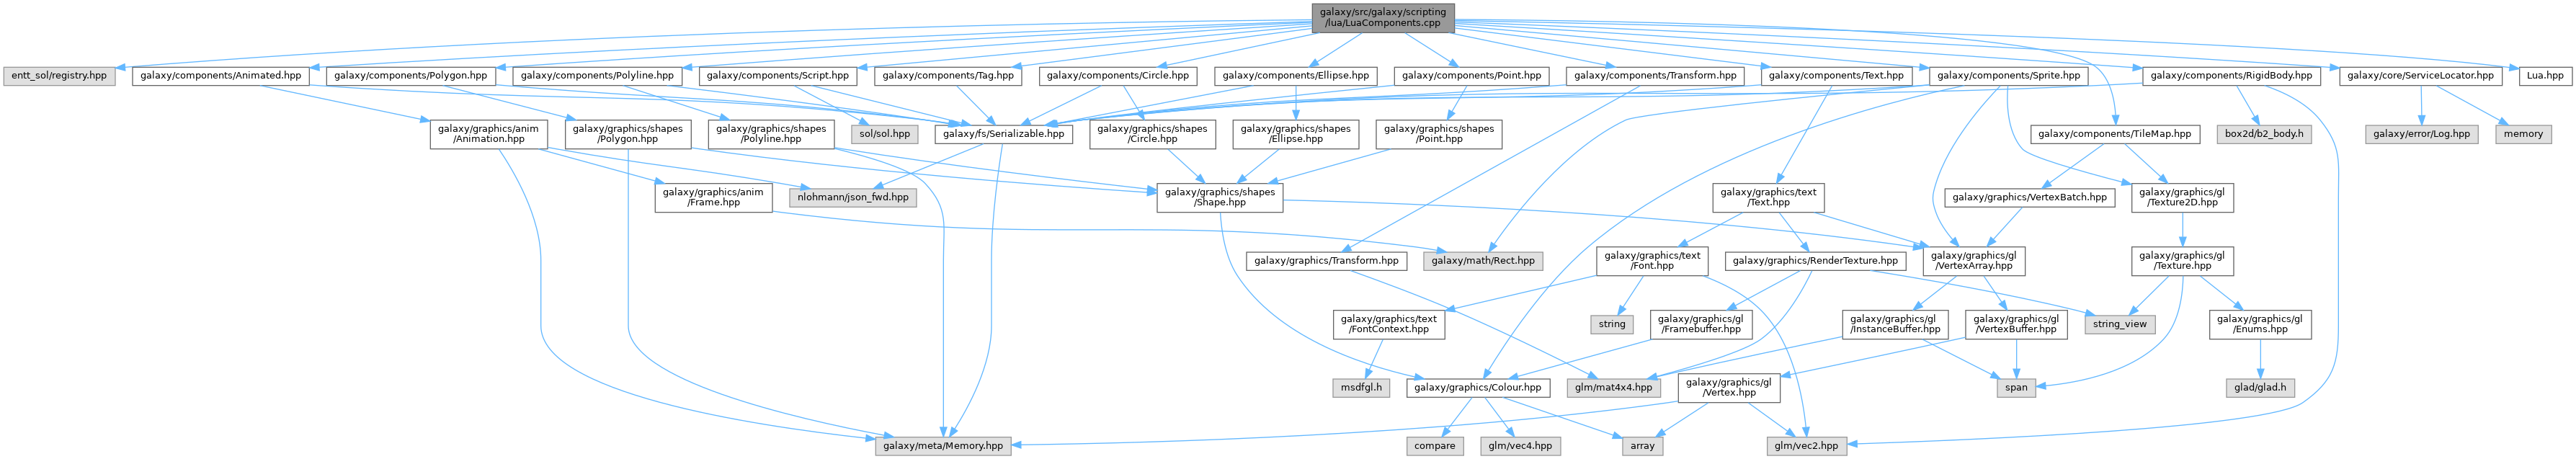 galaxy/src/galaxy/scripting
/lua/LuaComponents.cpp
entt_sol/registry.hpp
galaxy/components/Animated.hpp
galaxy/components/Polygon.hpp
galaxy/components/Polyline.hpp
galaxy/components/Script.hpp
galaxy/components/Tag.hpp
galaxy/components/Circle.hpp
galaxy/components/Ellipse.hpp
galaxy/components/Point.hpp
galaxy/components/Transform.hpp
galaxy/components/Text.hpp
galaxy/components/Sprite.hpp
galaxy/components/RigidBody.hpp
galaxy/core/ServiceLocator.hpp
Lua.hpp
galaxy/graphics/anim
/Animation.hpp
galaxy/graphics/shapes
/Polygon.hpp
galaxy/graphics/shapes
/Polyline.hpp
sol/sol.hpp
galaxy/fs/Serializable.hpp
galaxy/graphics/shapes
/Circle.hpp
galaxy/graphics/shapes
/Ellipse.hpp
galaxy/graphics/shapes
/Point.hpp
galaxy/components/TileMap.hpp
box2d/b2_body.h
galaxy/error/Log.hpp
memory
galaxy/graphics/anim
/Frame.hpp
nlohmann/json_fwd.hpp
galaxy/graphics/shapes
/Shape.hpp
galaxy/graphics/text
/Text.hpp
galaxy/graphics/VertexBatch.hpp
galaxy/graphics/gl
/Texture2D.hpp
galaxy/graphics/Transform.hpp
galaxy/math/Rect.hpp
galaxy/graphics/text
/Font.hpp
galaxy/graphics/RenderTexture.hpp
galaxy/graphics/gl
/VertexArray.hpp
galaxy/graphics/gl
/Texture.hpp
galaxy/graphics/text
/FontContext.hpp
string
galaxy/graphics/gl
/Framebuffer.hpp
galaxy/graphics/gl
/InstanceBuffer.hpp
galaxy/graphics/gl
/VertexBuffer.hpp
string_view
galaxy/graphics/gl
/Enums.hpp
msdfgl.h
galaxy/graphics/Colour.hpp
glm/mat4x4.hpp
galaxy/graphics/gl
/Vertex.hpp
span
glad/glad.h
galaxy/meta/Memory.hpp
compare
glm/vec4.hpp
array
glm/vec2.hpp